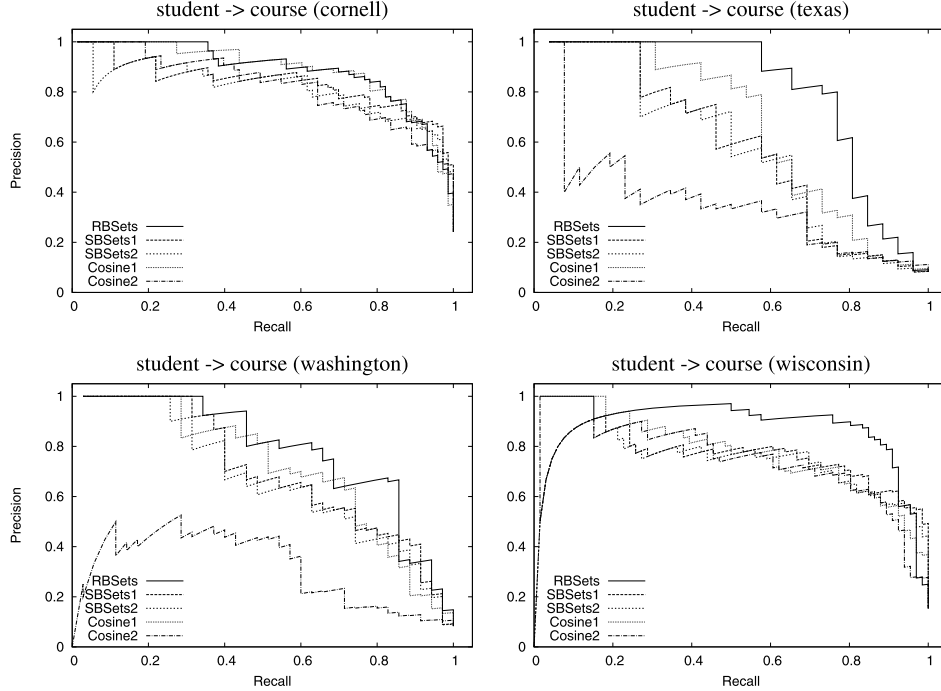 student -> course (cornell)
1
0.8
0.6
0.4
0.2
0
Precision
RBSets
SBSets1
SBSets2
Cosine1
Cosine2
0 0.2 0.4 0.6 0.8 1
Recall
student -> course (texas)
1
0.8
0.6
0.4
0.2
0
RBSets
SBSets1
SBSets2
Cosine1
Cosine2
0 0.2 0.4 0.6 0.8 1
Recall
student -> course (washington)
1
0.8
0.6
0.4
0.2
0
Precision
RBSets
SBSets1
SBSets2
Cosine1
Cosine2
0 0.2 0.4 0.6 0.8 1
Recall
student -> course (wisconsin)
1
0.8
0.6
0.4
0.2
0
RBSets
SBSets1
SBSets2
Cosine1
Cosine2
0 0.2 0.4 0.6 0.8 1
Recall